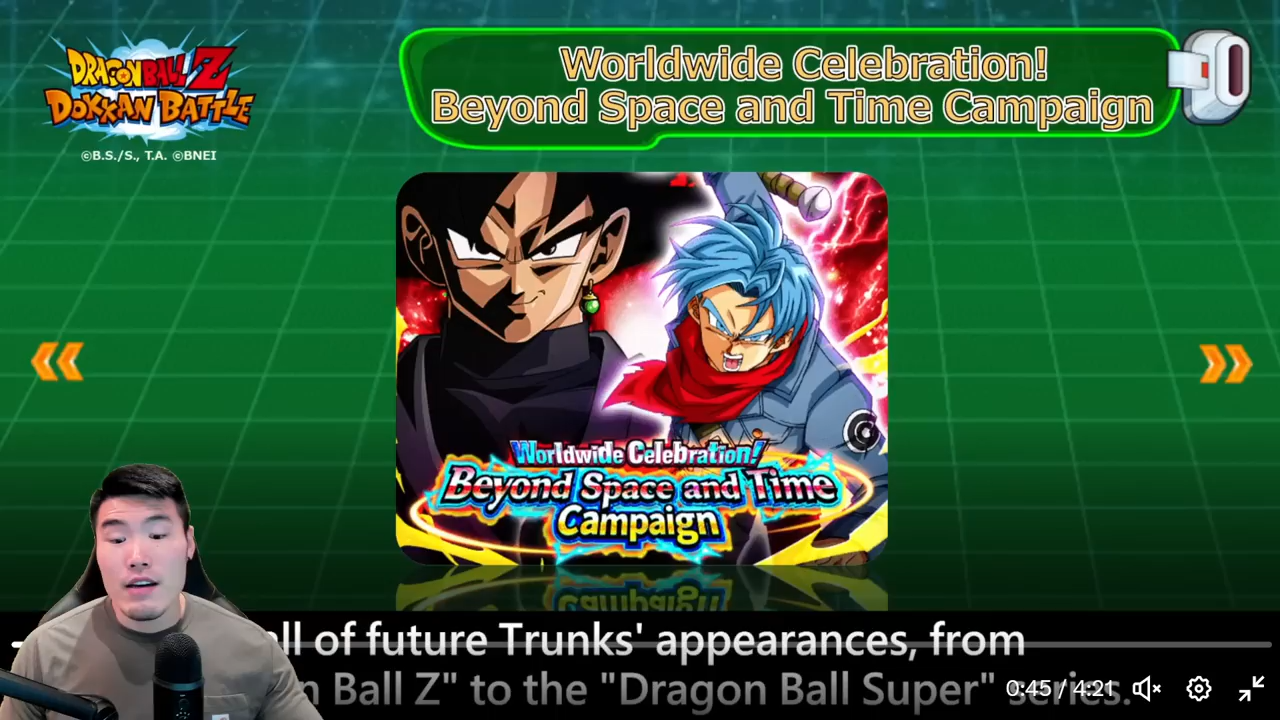 DRAGON BALL Z
DOKKAN BATTLE
©B.S./S., T.A. ©BNEI
Worldwide Celebration!
Beyond Space and Time Campaign
Worldwide Celebration!
Beyond Space and Time
Campaign
all of future Trunks' appearances, from
Ball Z" to the "Dragon Ball Super" series.
0:45 / 4:21